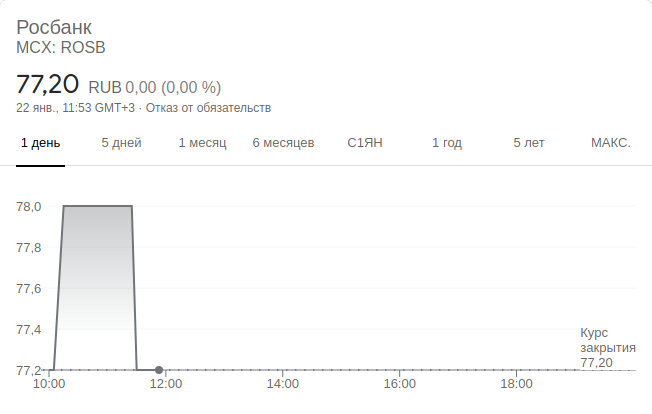 Росбанк
MCX: ROSB
77,20 RUB 0,00 (0,00 %)
22 янв., 11:53 GMT+3 · Отказ от обязательств
1 день 5 дней 1 месяц 6 месяцев С1ЯН 1 год 5 лет МАКС.
78,0
77,8
77,6
77,4
Курс
закрытия
77,20
77,2
10:00 12:00 14:00 16:00 18:00